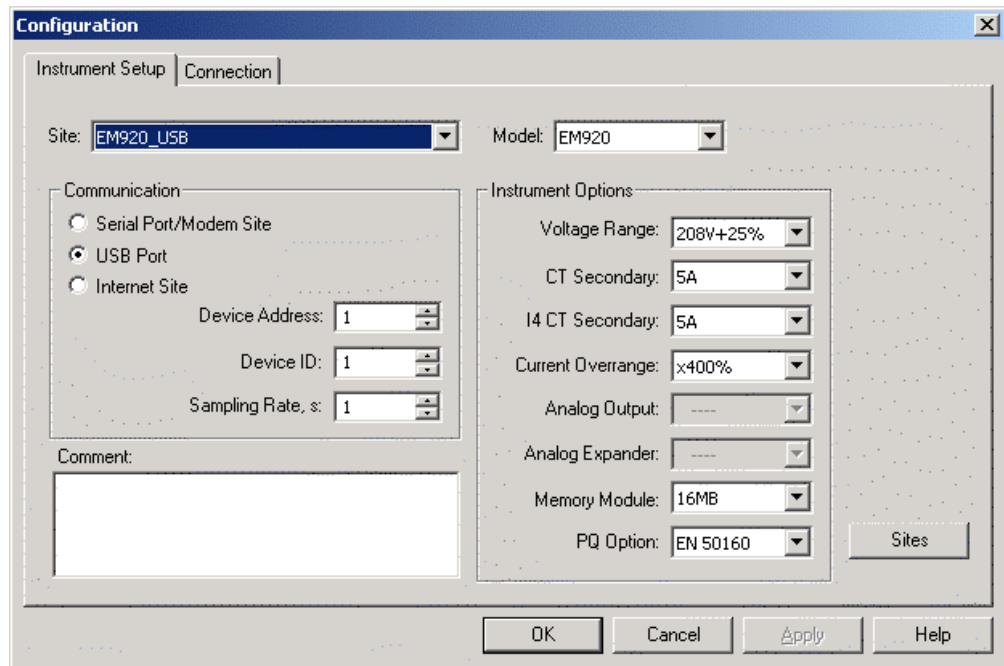 Configuration
Instrument Setup
Connection
Site: EM920_USB
Model: EM920
Communication
Serial Port/Modem Site
USB Port
Internet Site
Device Address: 1
Device ID: 1
Sampling Rate, s: 1
Comment:
Instrument Options
Voltage Range: 208V+25%
CT Secondary: 5A
I4 CT Secondary: 5A
Current Overrange: x400%
Analog Output: ----
Analog Expander: ----
Memory Module: 16MB
PQ Option: EN 50160
Sites
OK
Cancel
Apply
Help